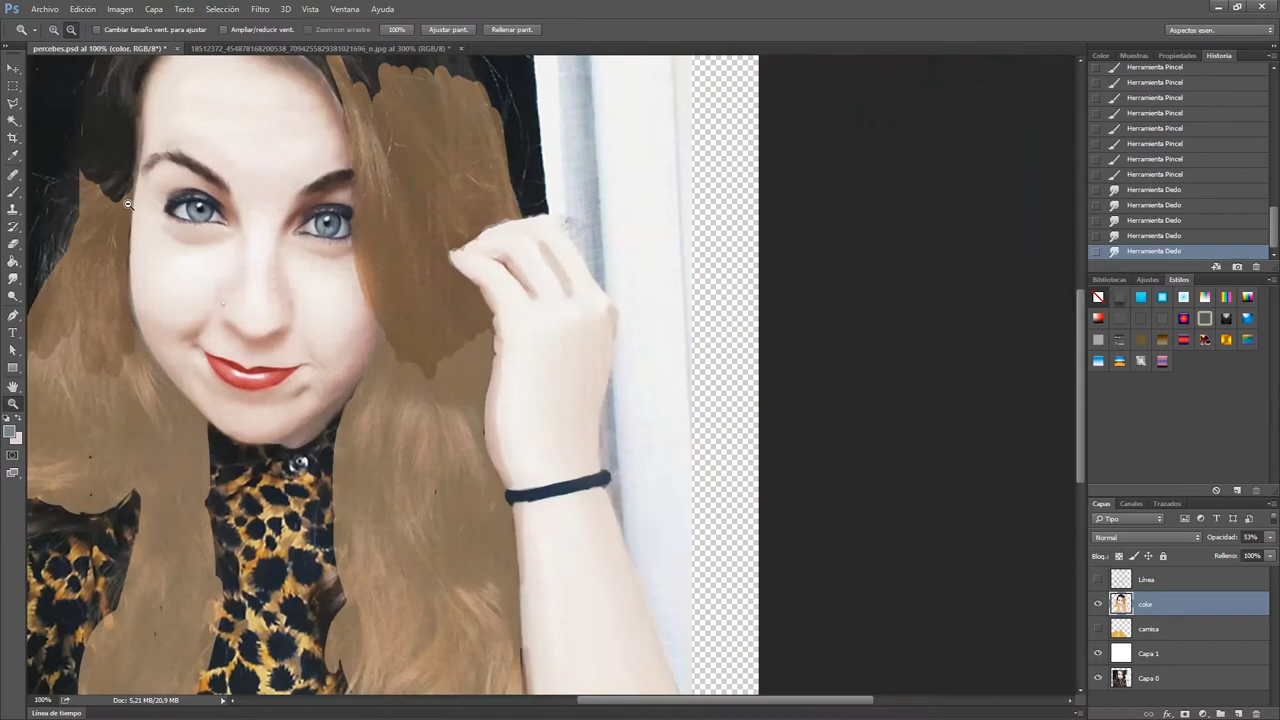 Ps Archivo Edición Imagen Capa Texto Selección Filtro 3D Vista Ventana Ayuda
Cambiar tamaño vent. para ajustar Ampliar/reducir vent. Zoom con arrastre 100% Ajustar pant. Rellenar pant. Aspectos esen.
percebes.psd al 100% (color, RGB/8*) * × 18512372_454878168200538_7094255829381021696_n.jpg al 300% (RGB/8) * ×
Color Muestras Propiedades Historia
Herramienta Pincel
Herramienta Pincel
Herramienta Pincel
Herramienta Pincel
Herramienta Pincel
Herramienta Pincel
Herramienta Pincel
Herramienta Pincel
Herramienta Dedo
Herramienta Dedo
Herramienta Dedo
Herramienta Dedo
Herramienta Dedo
Bibliotecas Ajustes Estilos
Capas Canales Trazados
Tipo
Normal Opacidad: 53%
Bloq.: Relleno: 100%
Línea
color
camisa
Capa 1
Capa 0
100% Doc: 5,21 MB/20,9 MB
Línea de tiempo